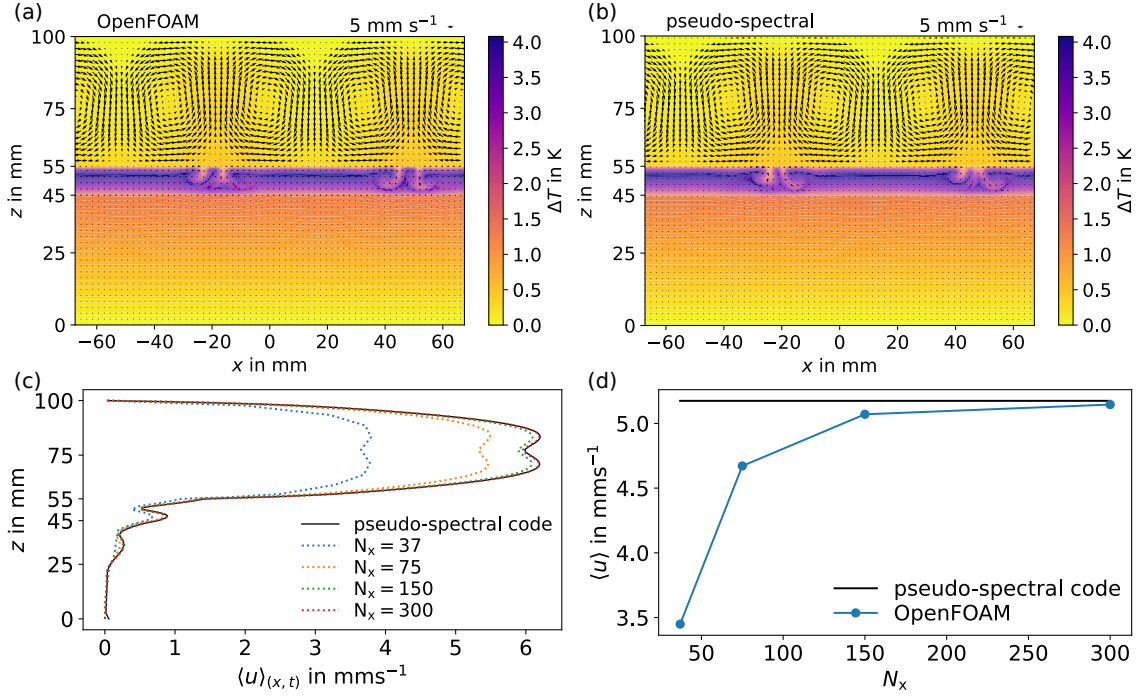 (a)
OpenFOAM
5 mm s⁻¹
100
75
55
45
25
0
z in mm
−60
−40
−20
0
20
40
60
x in mm
4.0
3.5
3.0
2.5
2.0
1.5
1.0
0.5
0.0
ΔT in K
(b)
pseudo-spectral
5 mm s⁻¹
100
75
55
45
25
0
z in mm
−60
−40
−20
0
20
40
60
x in mm
4.0
3.5
3.0
2.5
2.0
1.5
1.0
0.5
0.0
ΔT in K
(c)
100
75
55
45
25
0
z in mm
pseudo-spectral code
Nₓ = 37
Nₓ = 75
Nₓ = 150
Nₓ = 300
0
1
2
3
4
5
6
⟨u⟩₍ₓ,ₜ₎ in mms⁻¹
(d)
5.0
4.5
4.0
3.5
⟨u⟩ in mms⁻¹
pseudo-spectral code
OpenFOAM
50
100
150
200
250
300
Nₓ